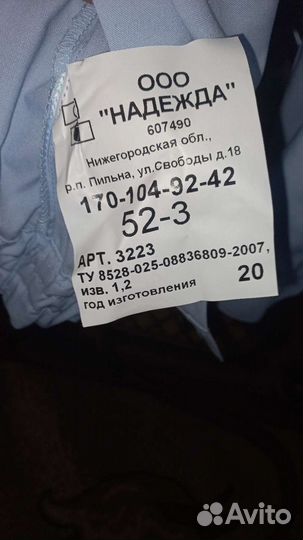 ООО
"НАДЕЖДА"
607490
Нижегородская обл.,
р.п. Пильна, ул.Свободы д.18
170-104-92-42
52-3
АРТ. 3223
ТУ 8528-025-08836809-2007,
изв. 1,2
год изготовления 20
Avito